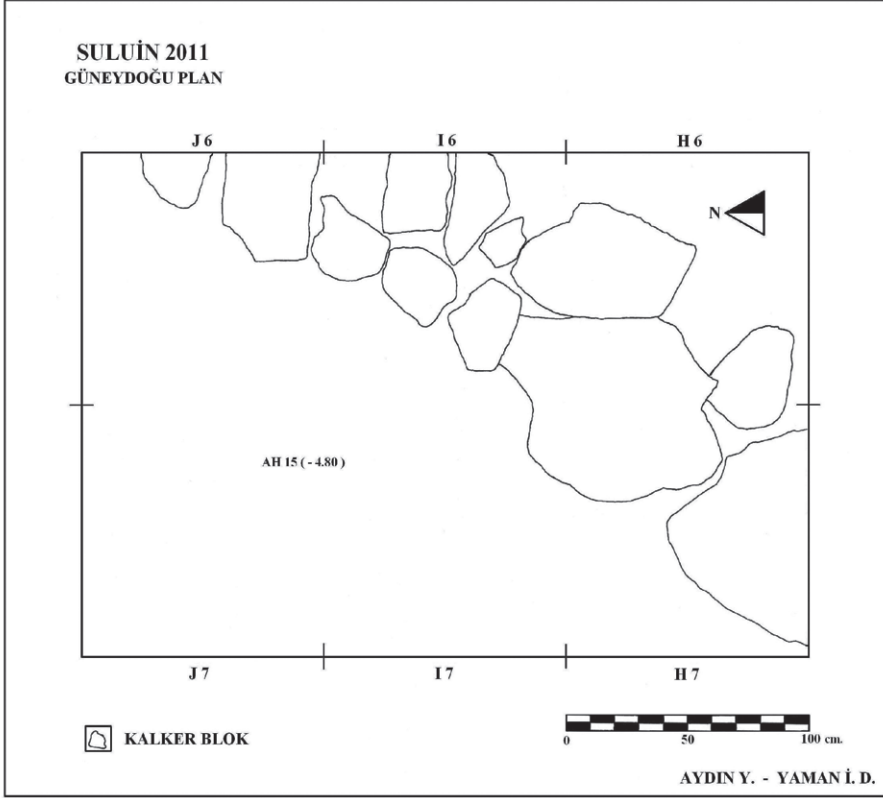 SULUİN 2011
GÜNEYDOĞU PLAN
J 6 I 6 H 6
N
AH 15 ( - 4.80 )
J 7 I 7 H 7
KALKER BLOK
0 50 100 cm.
AYDIN Y. - YAMAN İ. D.